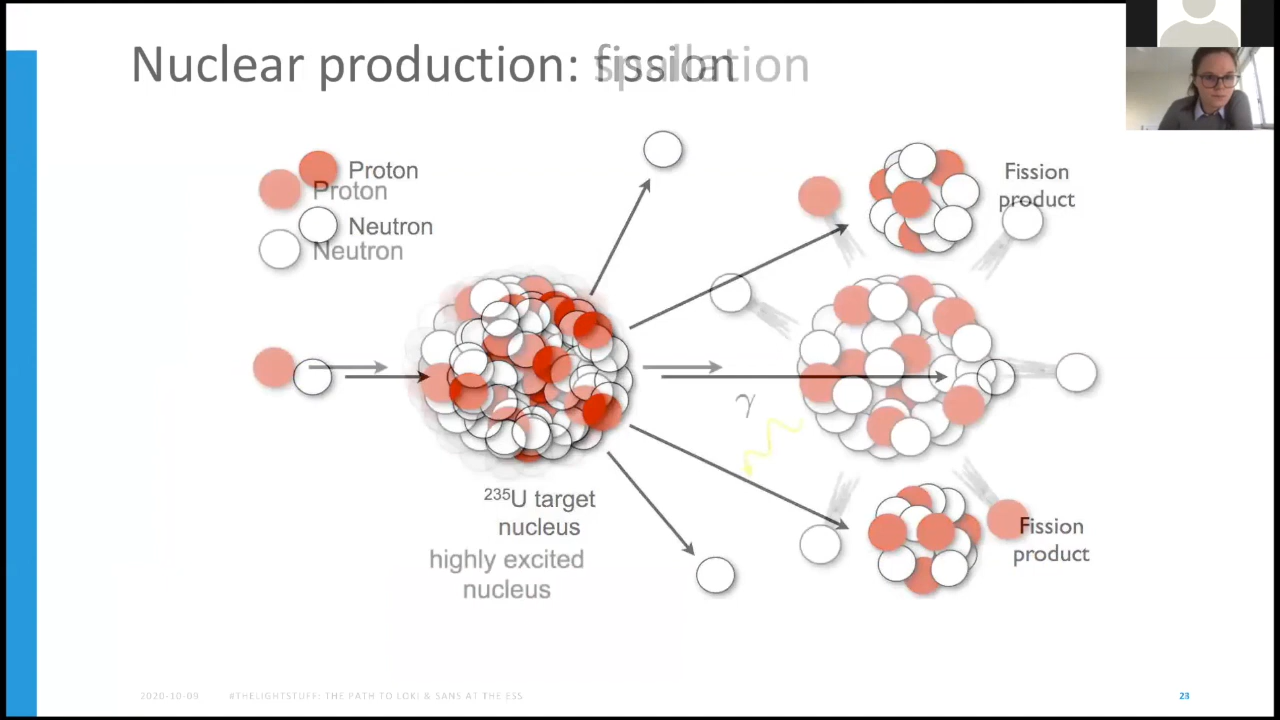 Nuclear production: fission
spallation
Proton
Proton
Neutron
Neutron
Fission
product
γ
235U target
nucleus
highly excited
nucleus
Fission
product
2020-10-09 #THELIGHTSTUFF: THE PATH TO LOKI & SANS AT THE ESS 23